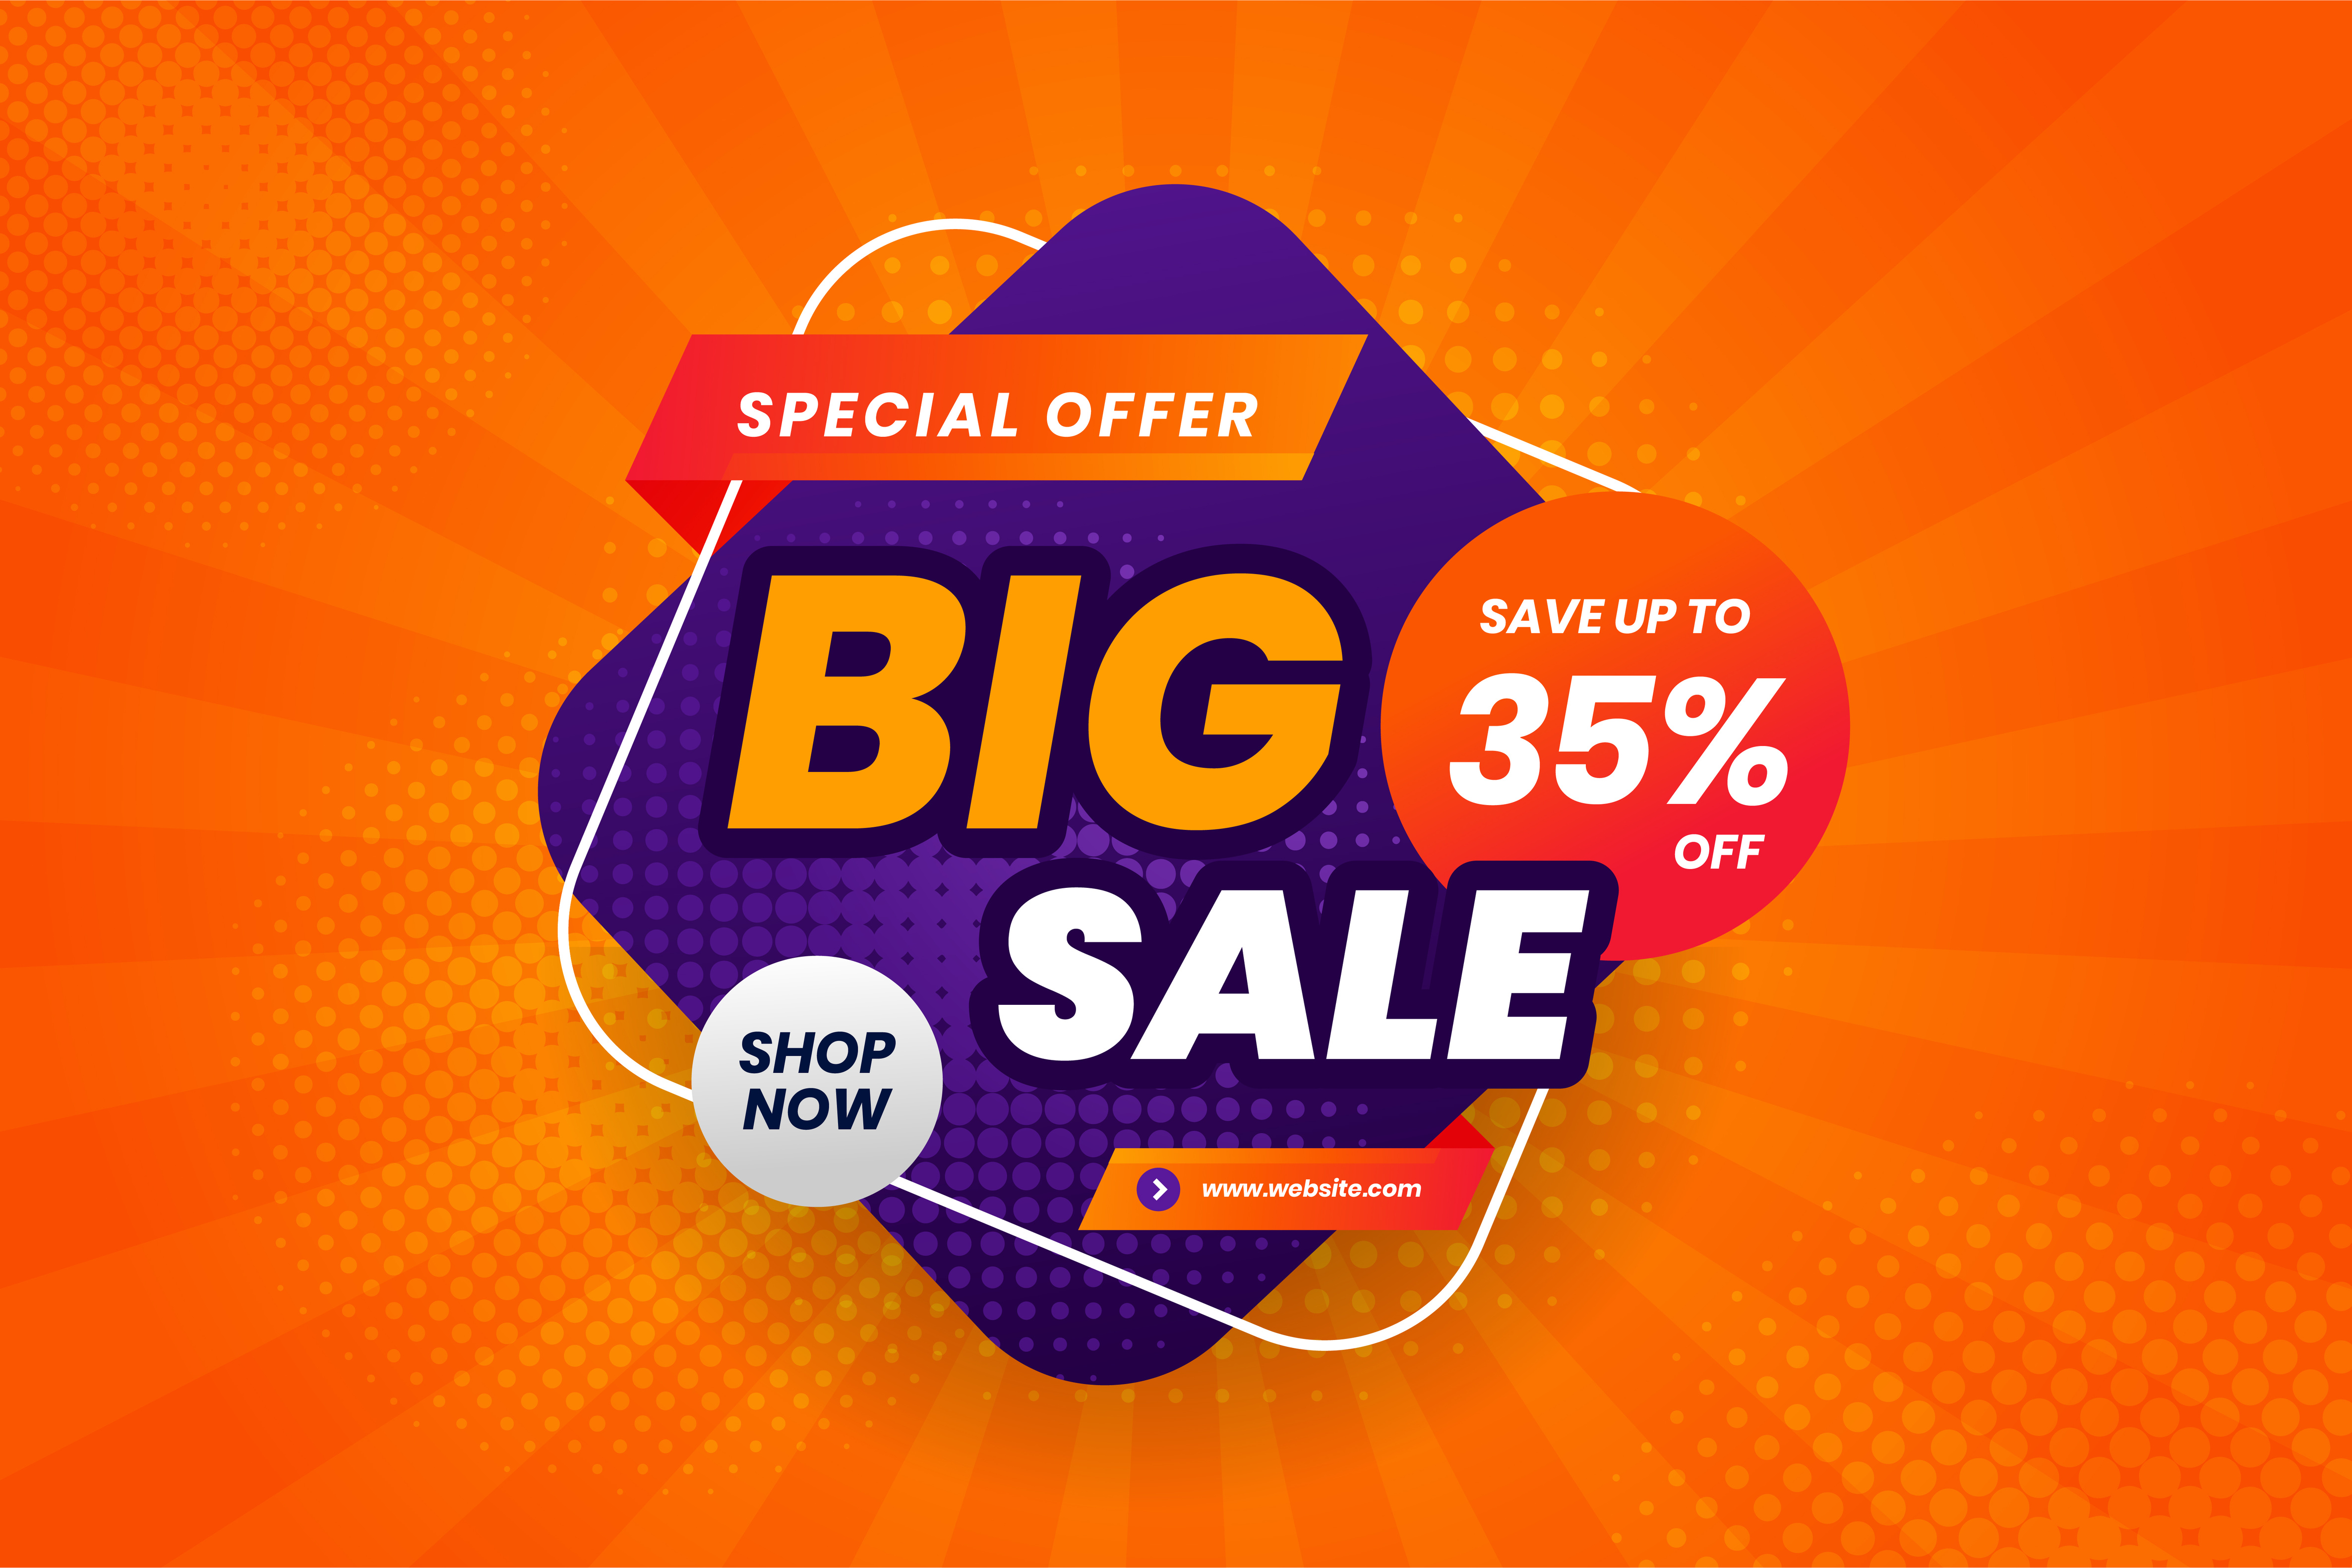 SPECIAL OFFER
BIG
SALE
SAVE UP TO
35%
OFF
SHOP
NOW
www.website.com